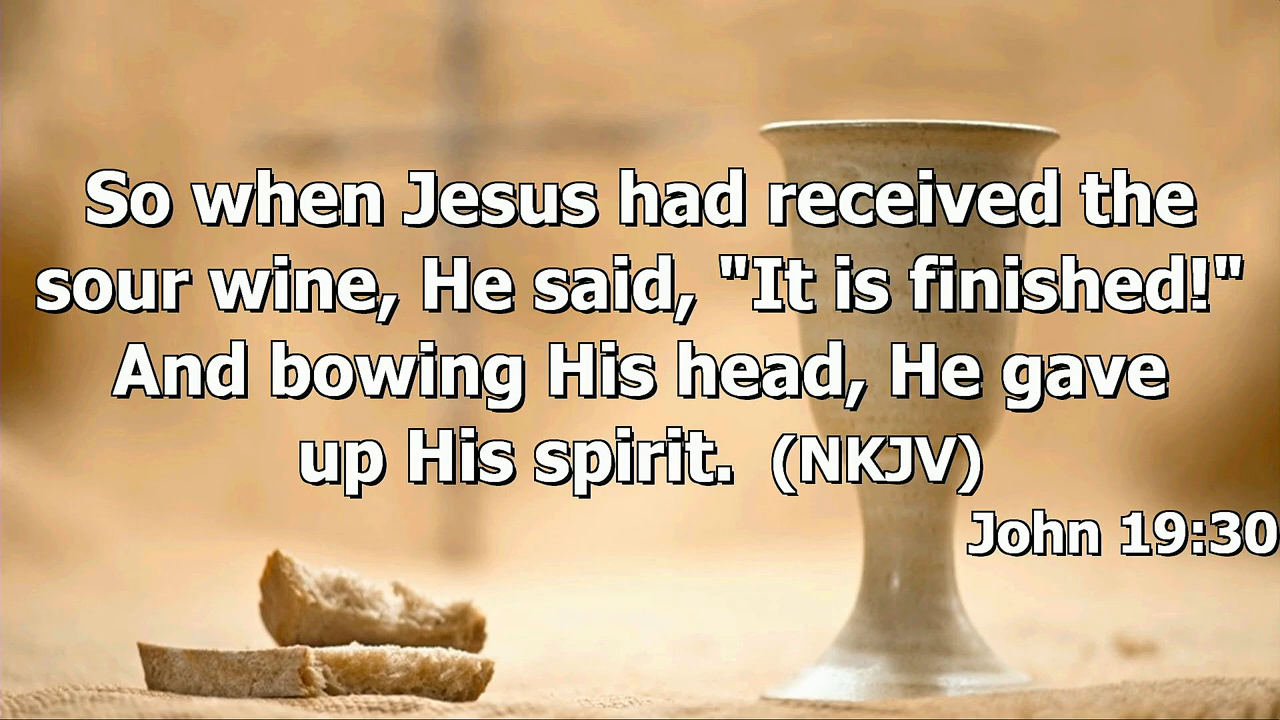 So when Jesus had received the
sour wine, He said, "It is finished!"
And bowing His head, He gave
up His spirit. (NKJV)
John 19:30